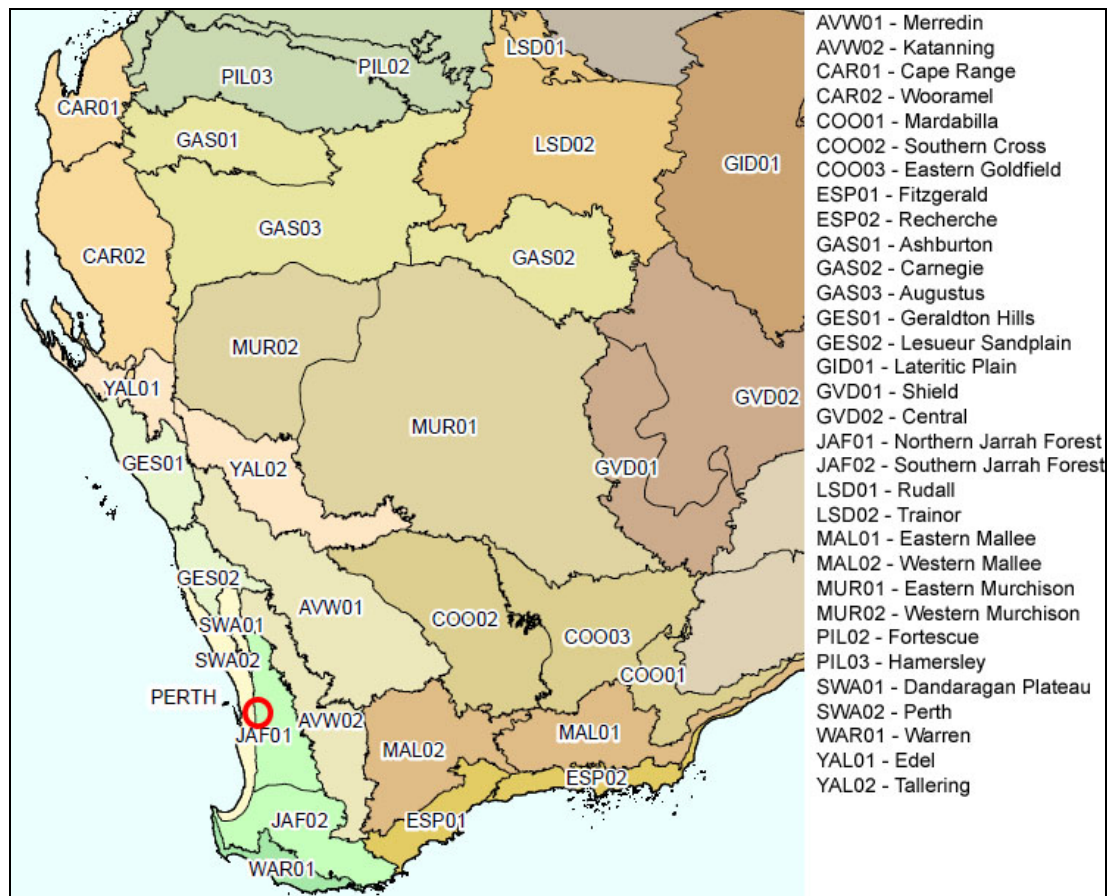 LSD01
PIL02
PIL03
CAR01
GAS01
LSD02
GID01
GAS03
CAR02
GAS02
MUR02
YAL01
GVD02
MUR01
GES01
YAL02
GVD01
GES02
AVW01
SWA01
COO02
COO03
SWA02
COO01
PERTH
AVW02
JAF01
MAL01
MAL02
ESP02
JAF02
ESP01
WAR01
AVW01 - Merredin
AVW02 - Katanning
CAR01 - Cape Range
CAR02 - Wooramel
COO01 - Mardabilla
COO02 - Southern Cross
COO03 - Eastern Goldfield
ESP01 - Fitzgerald
ESP02 - Recherche
GAS01 - Ashburton
GAS02 - Carnegie
GAS03 - Augustus
GES01 - Geraldton Hills
GES02 - Lesueur Sandplain
GID01 - Lateritic Plain
GVD01 - Shield
GVD02 - Central
JAF01 - Northern Jarrah Forest
JAF02 - Southern Jarrah Forest
LSD01 - Rudall
LSD02 - Trainor
MAL01 - Eastern Mallee
MAL02 - Western Mallee
MUR01 - Eastern Murchison
MUR02 - Western Murchison
PIL02 - Fortescue
PIL03 - Hamersley
SWA01 - Dandaragan Plateau
SWA02 - Perth
WAR01 - Warren
YAL01 - Edel
YAL02 - Tallering